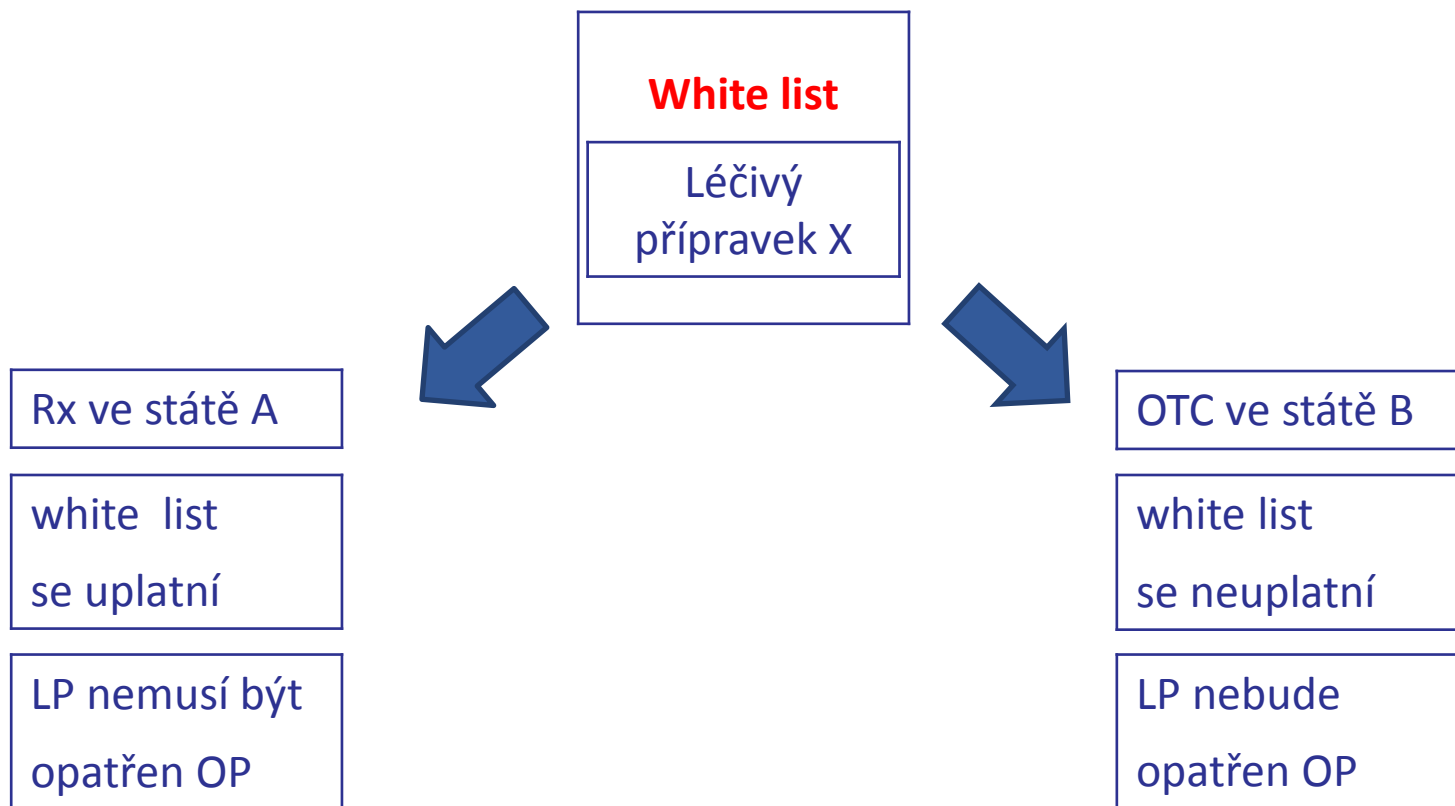 White list
Léčivý
přípravek X
Rx ve státě A
white  list
se uplatní
LP nemusí být
opatřen OP
OTC ve státě B
white list
se neuplatní
LP nebude
opatřen OP